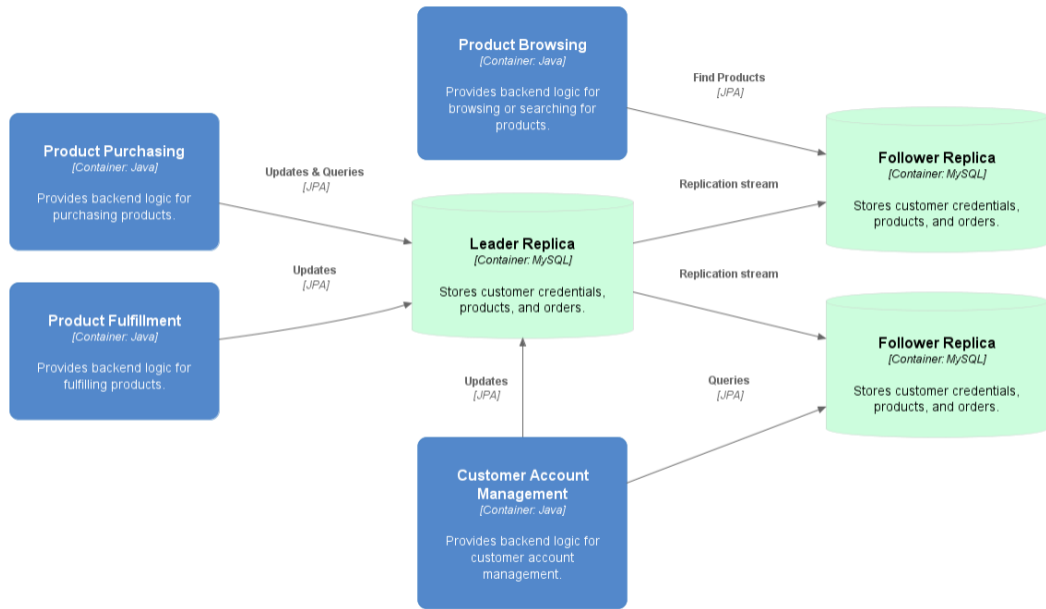 Product Browsing
[Container: Java]
Provides backend logic for
browsing or searching for
products.
Find Products
[JPA]
Product Purchasing
[Container: Java]
Provides backend logic for
purchasing products.
Updates & Queries
[JPA]
Follower Replica
[Container: MySQL]
Stores customer credentials,
products, and orders.
Replication stream
Leader Replica
[Container: MySQL]
Stores customer credentials,
products, and orders.
Updates
[JPA]
Replication stream
Product Fulfillment
[Container: Java]
Provides backend logic for
fulfilling products.
Follower Replica
[Container: MySQL]
Stores customer credentials,
products, and orders.
Updates
[JPA]
Queries
[JPA]
Customer Account
Management
[Container: Java]
Provides backend logic for
customer account
management.